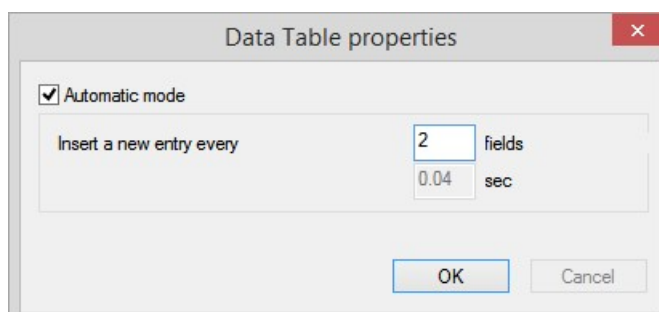 Data Table properties
Automatic mode
Insert a new entry every 2 fields
0.04 sec
OK Cancel